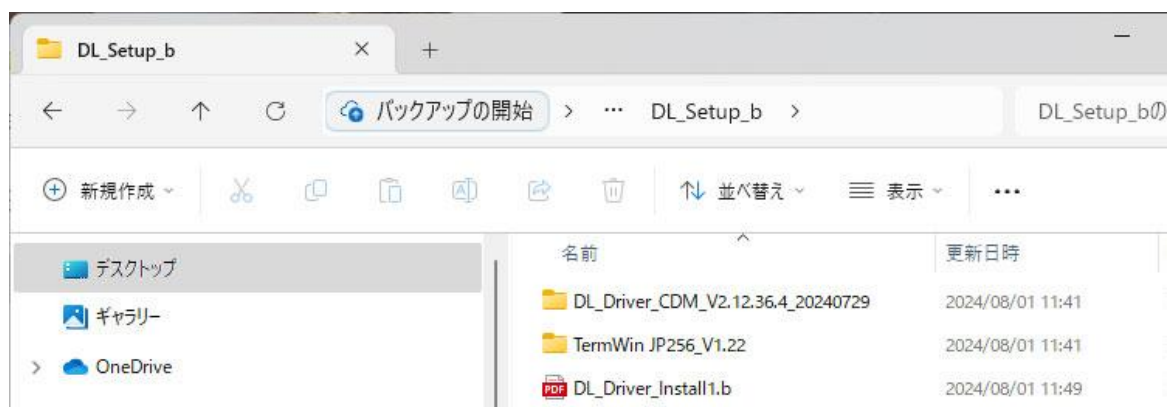 DL_Setup_b
バックアップの開始 > ... DL_Setup_b > DL_Setup_bの
新規作成 並べ替え 表示 ...
名前 更新日時
デスクトップ
DL_Driver_CDM_V2.12.36.4_20240729 2024/08/01 11:41
ギャラリー
TermWin JP256_V1.22 2024/08/01 11:41
OneDrive
PDF DL_Driver_Install1.b 2024/08/01 11:49